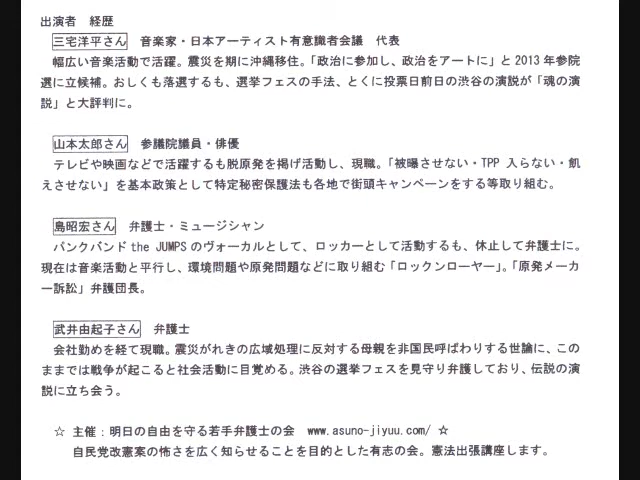 出演者　経歴
三宅洋平さん　音楽家・日本アーティスト有意識者会議　代表
幅広い音楽活動で活躍。震災を期に沖縄移住。「政治に参加し、政治をアートに」と2013年参院
選に立候補。おしくも落選するも、選挙フェスの手法、とくに投票日前日の渋谷の演説が「魂の演
説」と大評判に。
山本太郎さん　参議院議員・俳優
テレビや映画などで活躍するも脱原発を掲げ活動し、現職。「被曝させない・TPP 入らない・飢
えさせない」を基本政策として特定秘密保護法も各地で街頭キャンペーンをする等取り組む。
島昭宏さん　弁護士・ミュージシャン
パンクバンド the JUMPS のヴォーカルとして、ロッカーとして活動するも、休止して弁護士に。
現在は音楽活動と平行し、環境問題や原発問題などに取り組む「ロックンローヤー」。「原発メーカ
ー訴訟」弁護団長。
武井由起子さん　弁護士
会社勤めを経て現職。震災がれきの広域処理に反対する母親を非国民呼ばわりする世論に、この
ままでは戦争が起こると社会活動に目覚める。渋谷の選挙フェスを見守り弁護しており、伝説の演
説に立ち会う。
☆ 主催：明日の自由を守る若手弁護士の会　www.asuno-jiyuu.com/ ☆
自民党改憲案の怖さを広く知らせることを目的とした有志の会。憲法出張講座します。